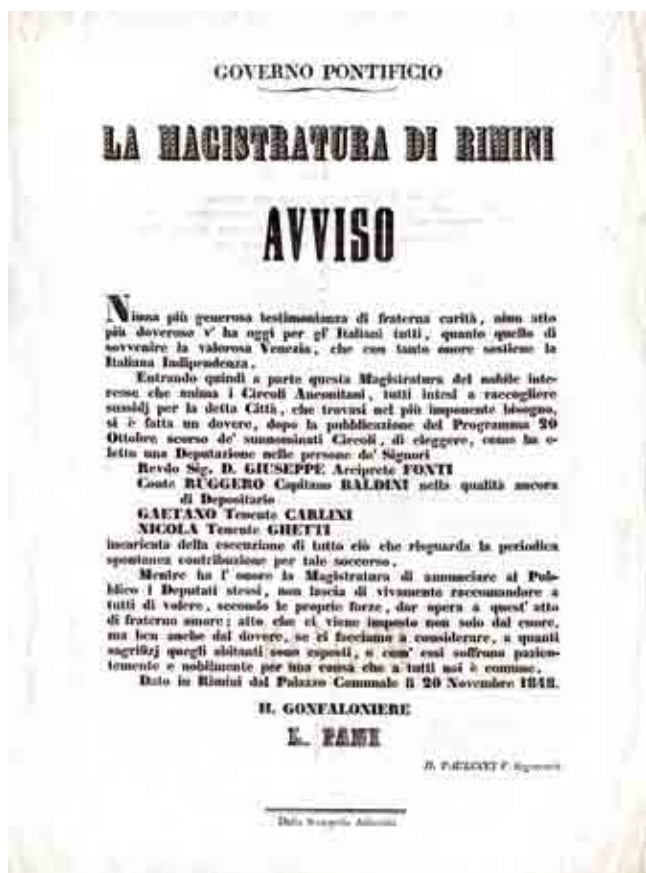 GOVERNO PONTIFICIO
LA MAGISTRATURA DI RIMINI
AVVISO
Niuna più generosa testimonianza di fraterna carità, niun atto
più doveroso v' ha oggi per gl' Italiani tutti, quanto quello di
sovvenire la valorosa Venezia, che con tanto onore sostiene la
Italiana Indipendenza.
Entrando quindi a parte questa Magistratura del nobile inte-
resse che anima i Circoli Anconitani, tutti intesi a raccogliere
sussidj per la detta Città, che trovasi nel più imponente bisogno,
si è fatta un dovere, dopo la pubblicazione del Programma 20
Ottobre scorso de' sunnominati Circoli, di eleggere, come ha e-
letto una Deputazione nelle persone de' Signori
Revdo Sig. D. GIUSEPPE Arciprete FONTI
Conte RUGGERO Capitano BALDINI nella qualità ancora
di Depositario
GAETANO Tenente CARLINI
NICOLA Tenente GHETTI
incaricata della esecuzione di tutto ciò che risguarda la periodica
spontanea contribuzione per tale soccorso.
Mentre ha l' onore la Magistratura di annunciare al Pub-
blico i Deputati stessi, non lascia di vivamente raccomandare a
tutti di volere, secondo le proprie forze, dar opera a quest' atto
di fraterno amore; atto che ci viene imposto non solo dal cuore,
ma ben anche dal dovere, se ci facciamo a considerare, a quanti
sagrifizj quegli abitanti sono esposti, e com' essi soffrono pazien-
temente e nobilmente per una causa che a tutti noi è comune.
Dato in Rimini dal Palazzo Comunale li 20 Novembre 1848.
IL GONFALONIERE
L. PANI